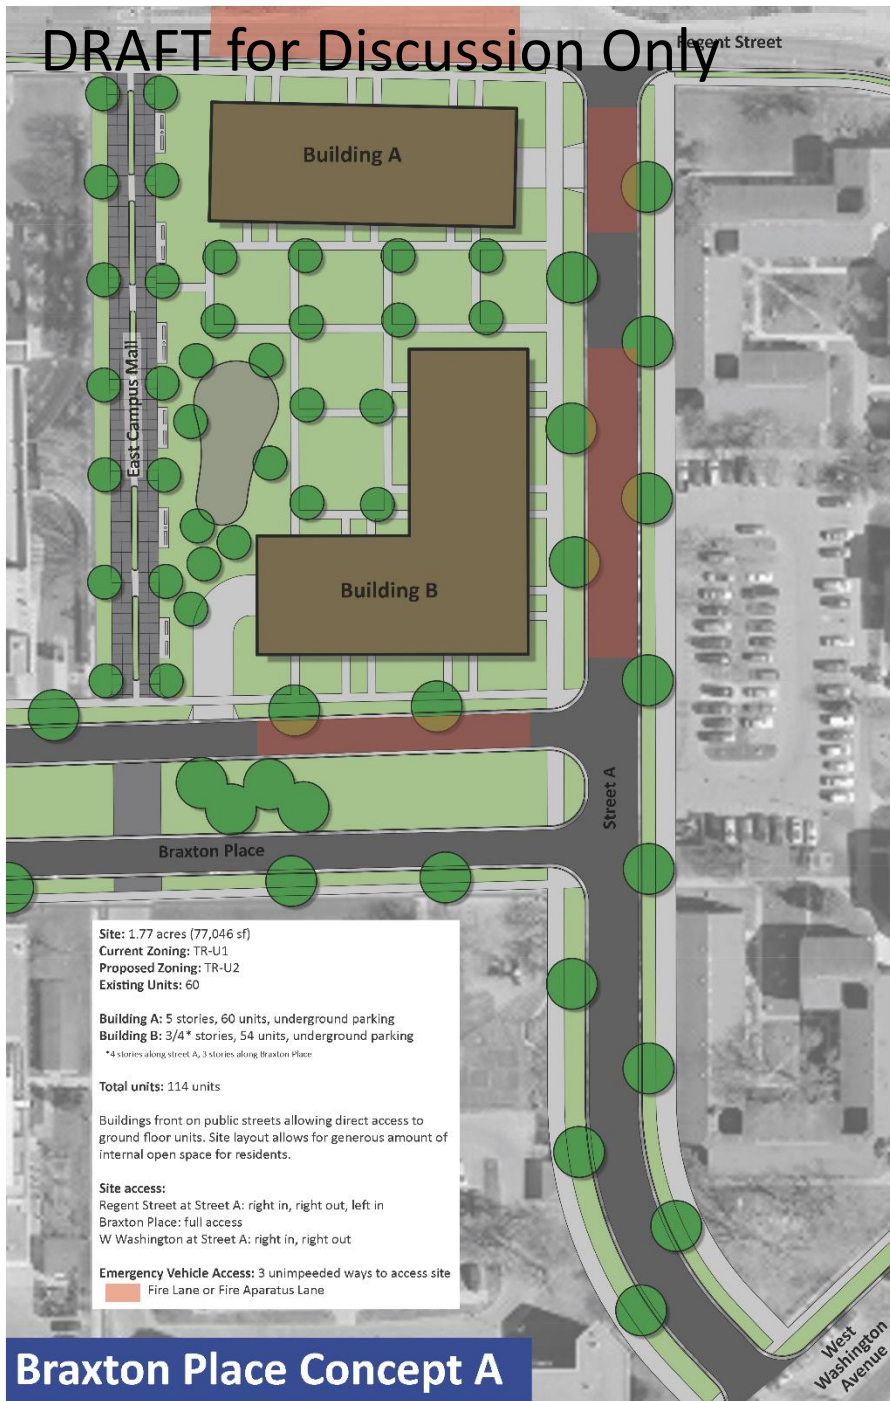 DRAFT for Discussion Only
Regent Street
Building A
East Campus Mall
Building B
Street A
Braxton Place
Site: 1.77 acres (77,046 sf)
Current Zoning: TR-U1
Proposed Zoning: TR-U2
Existing Units: 60
Building A: 5 stories, 60 units, underground parking
Building B: 3/4* stories, 54 units, underground parking
*4 stories along street A, 3 stories along Braxton Place
Total units: 114 units
Buildings front on public streets allowing direct access to
ground floor units. Site layout allows for generous amount of
internal open space for residents.
Site access:
Regent Street at Street A: right in, right out, left in
Braxton Place: full access
W Washington at Street A: right in, right out
Emergency Vehicle Access: 3 unimpeded ways to access site
Fire Lane or Fire Aparatus Lane
West
Washington
Avenue
Braxton Place Concept A